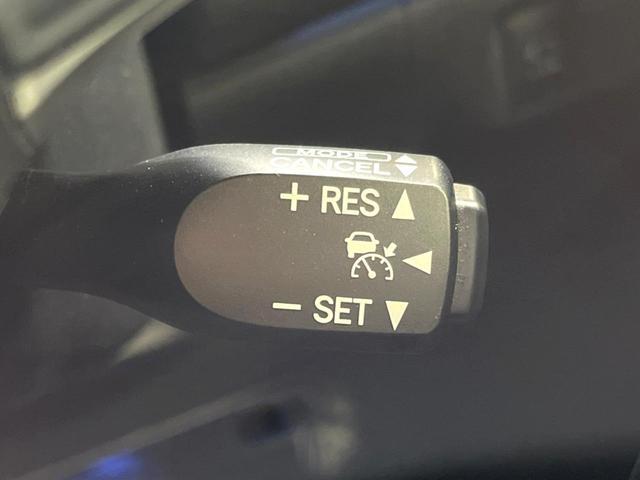 MODE
CANCEL
+ RES
− SET